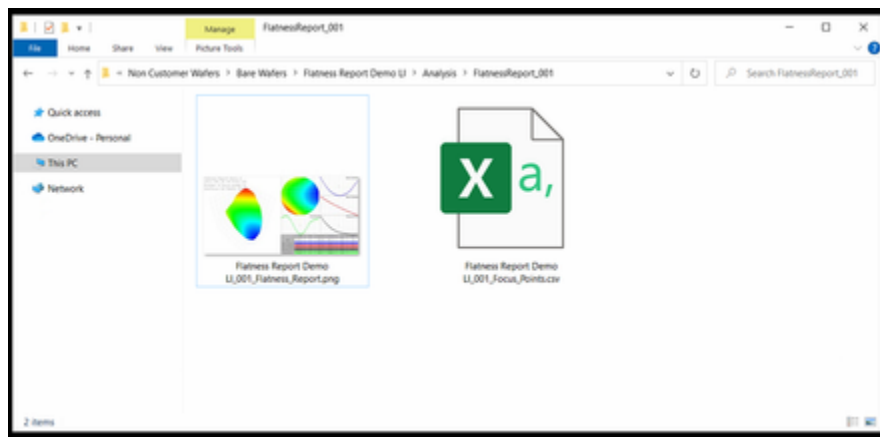 Manage
FlatnessReport_001
File
Home
Share
View
Picture Tools
« Non Customer Wafers > Bare Wafers > Flatness Report Demo LI > Analysis > FlatnessReport_001
Search FlatnessReport_001
Quick access
OneDrive - Personal
This PC
Network
X a,
Flatness Report Demo
LI_001_Flatness_Report.png
Flatness Report Demo
LI_001_Focus_Points.csv
2 items